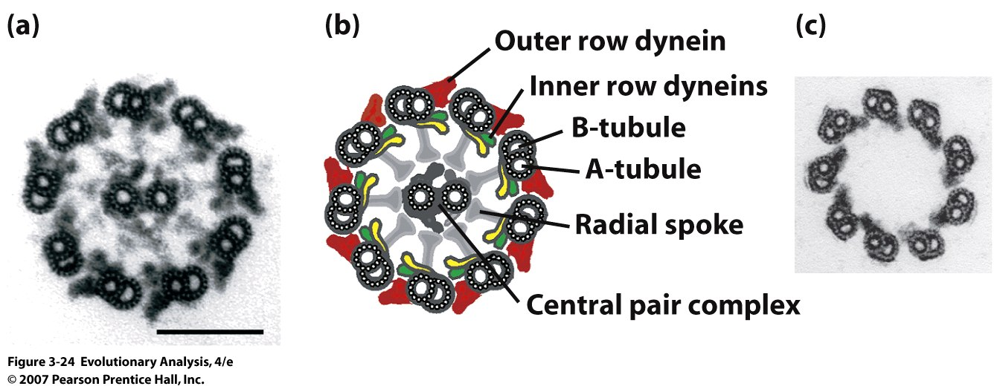 (a)
(b)
(c)
Outer row dynein
Inner row dyneins
B-tubule
A-tubule
Radial spoke
Central pair complex
Figure 3-24 Evolutionary Analysis, 4/e
© 2007 Pearson Prentice Hall, Inc.